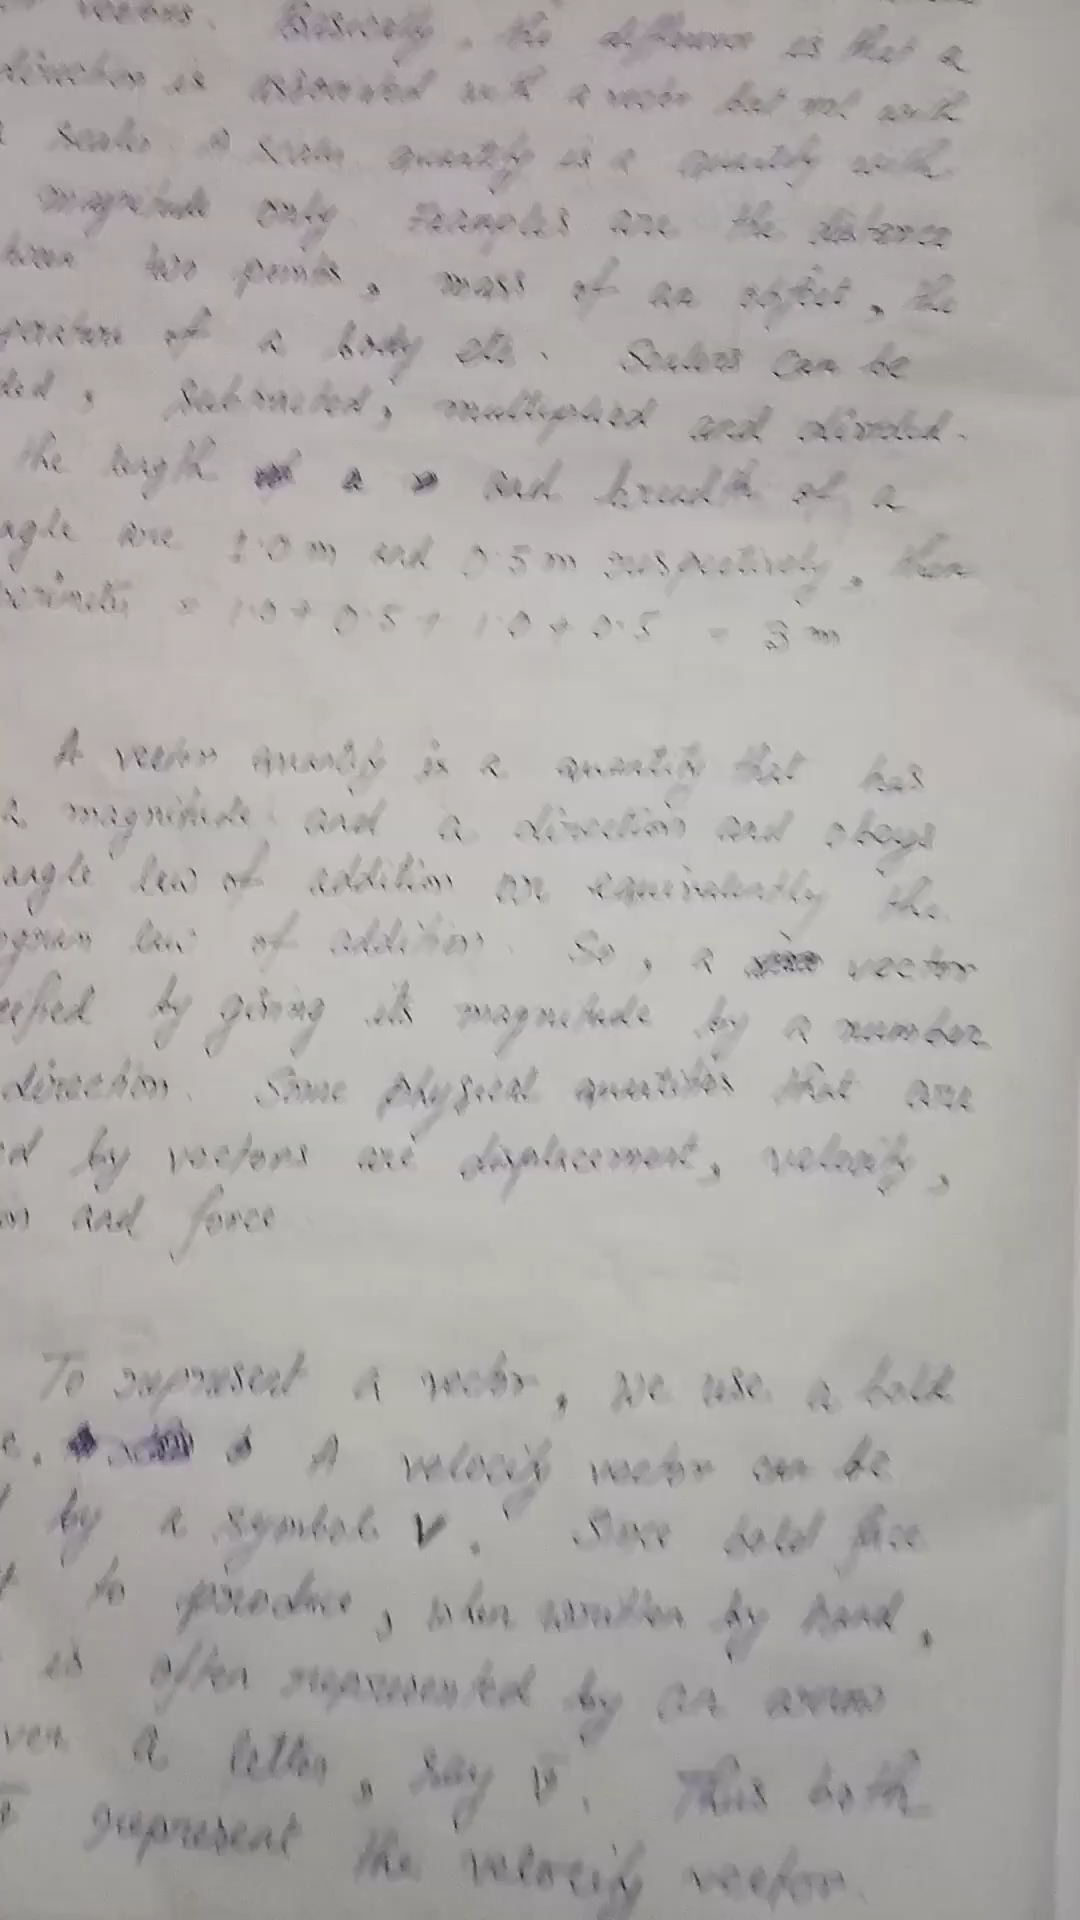 vectors. Basically, the difference is that a
direction is associated with a vector but not with
scalar. A scalar quantity is a quantity with
magnitude only. Examples are the distance
two points, mass of an object, the
of a body etc. Scalars can be
subtracted, multiplied and divided.
the length and breadth of a
are 1.0 m and 0.5 m respectively, then
= 1.0 + 0.5 + 1.0 + 0.5 = 3 m
A vector quantity is a quantity that has
a magnitude and a direction and obeys
angle law of addition or equivalently the
ogram law of addition. So, a vector
cified by giving its magnitude by a number
direction. Some physical quantities that are
ed by vectors are displacement, velocity,
on and force
To represent a vector, we use a bold
A velocity vector can be
by a symbol v. Since bold face
to produce, when written by hand,
is often represented by an arrow
ver a letter, say v⃗. Thus both
v⃗ represent the velocity vector.